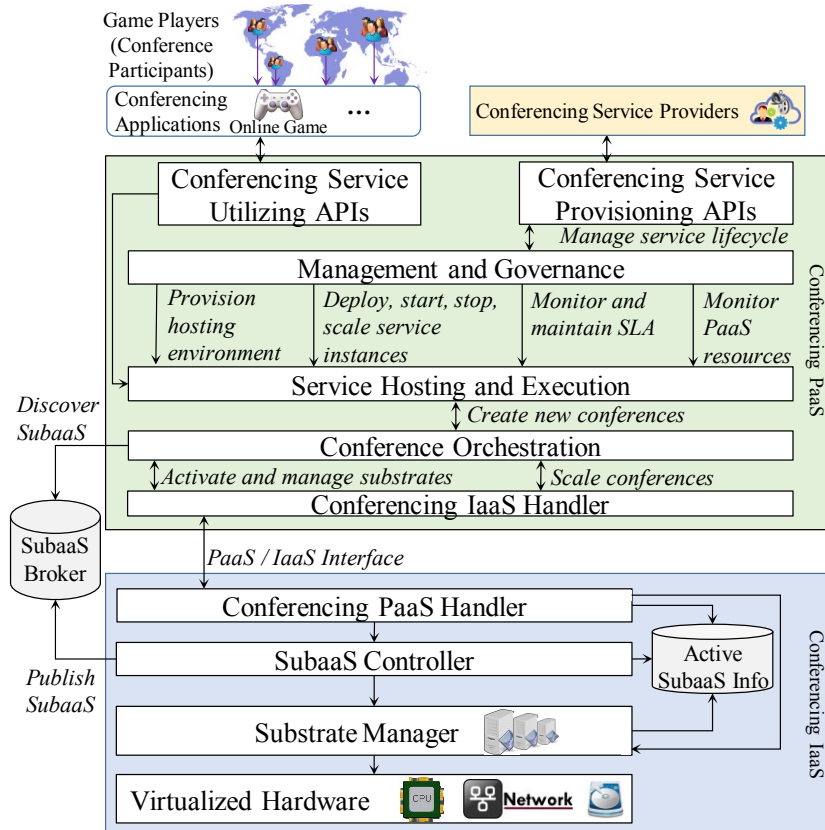 Game Players
(Conference
Participants)
Conferencing
Applications
Online Game
...
Conferencing Service Providers
Conferencing Service
Utilizing APIs
Conferencing Service
Provisioning APIs
Manage service lifecycle
Management and Governance
Provision
hosting
environment
Deploy, start, stop,
scale service
instances
Monitor and
maintain SLA
Monitor
PaaS
resources
Conferencing PaaS
Service Hosting and Execution
Discover
SubaaS
Create new conferences
Conference Orchestration
Activate and manage substrates
Scale conferences
Conferencing IaaS Handler
SubaaS
Broker
PaaS / IaaS Interface
Conferencing PaaS Handler
SubaaS Controller
Active
SubaaS Info
Conferencing IaaS
Publish
SubaaS
Substrate Manager
Virtualized Hardware
CPU
Network